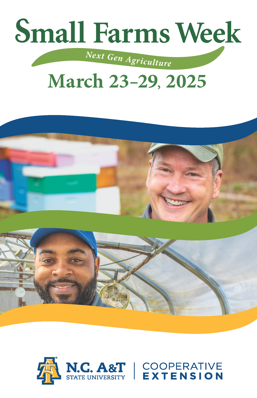 Small Farms Week
Next Gen Agriculture
March 23–29, 2025
N.C. A&T
STATE UNIVERSITY
COOPERATIVE
EXTENSION